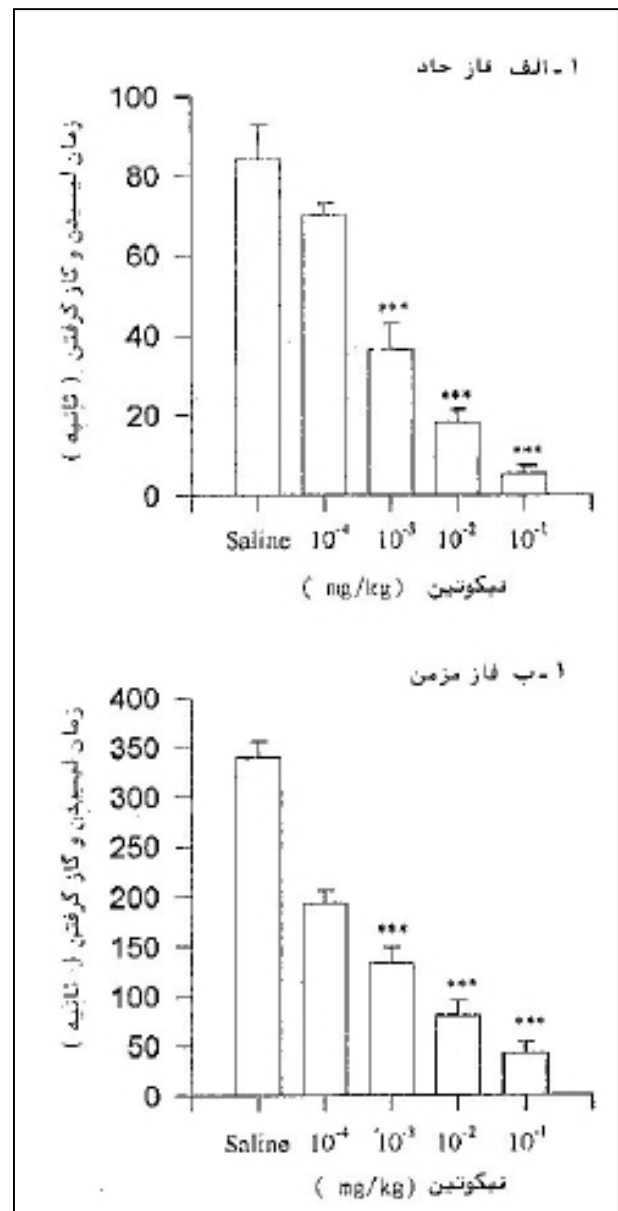 ۱-الف فاز حاد
زمان لیسیدن و گاز گرفتن (ثانیه)
100
80
60
40
20
0
***
***
***
Saline 10⁻⁴ 10⁻³ 10⁻² 10⁻¹
نیکوتین (mg/kg)
۱-ب فاز مزمن
زمان لیسیدن و گاز گرفتن (ثانیه)
400
350
300
250
200
150
100
50
0
***
***
***
Saline 10⁻⁴ 10⁻³ 10⁻² 10⁻¹
نیکوتین (mg/kg)